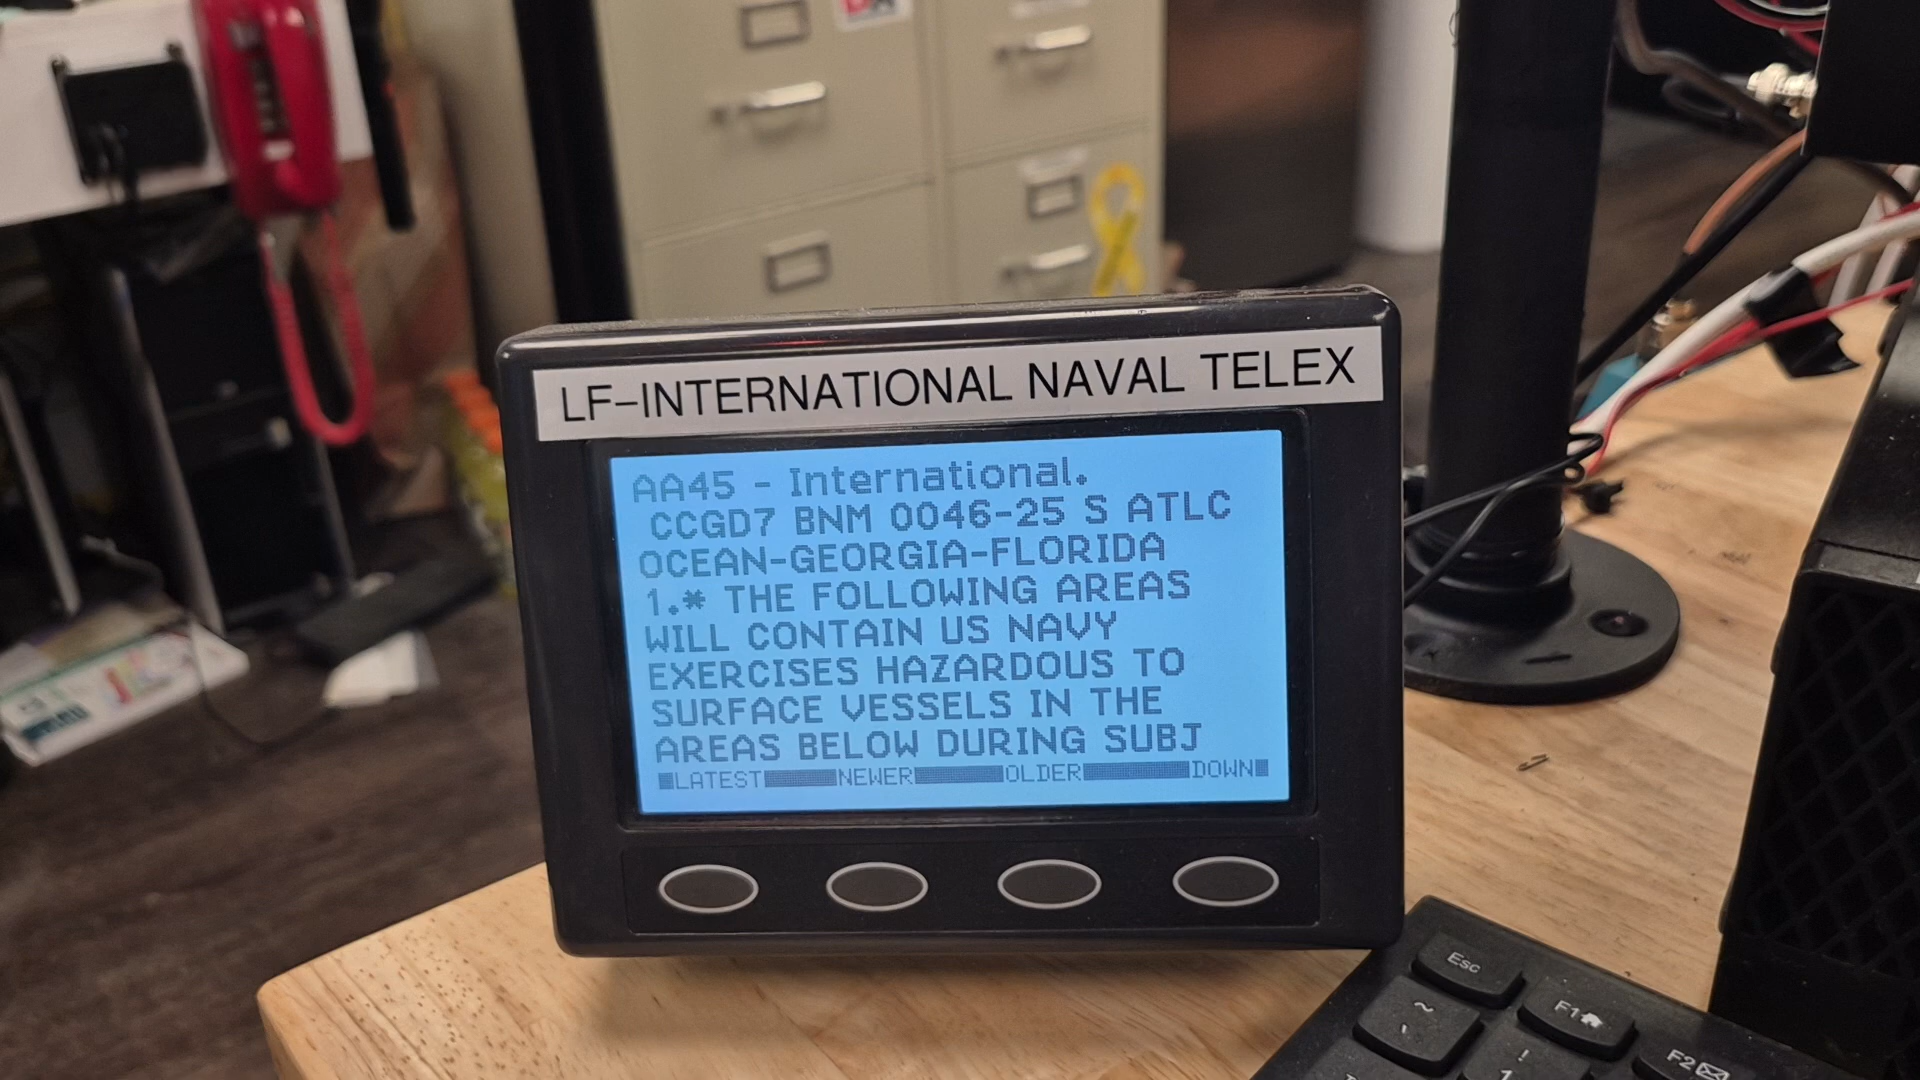 LF-INTERNATIONAL NAVAL TELEX
AA45 - International.
CCGD7 BNM 0046-25 S ATLC
OCEAN-GEORGIA-FLORIDA
1.* THE FOLLOWING AREAS
WILL CONTAIN US NAVY
EXERCISES HAZARDOUS TO
SURFACE VESSELS IN THE
AREAS BELOW DURING SUBJ
LATEST NEWER OLDER DOWN
Esc
~
`
F1
!
1
F2